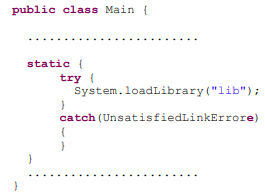 public class Main {
........................
static {
try {
System.loadLibrary("lib");
}
catch(UnsatisfiedLinkErrore)
{
}
}
........................
}